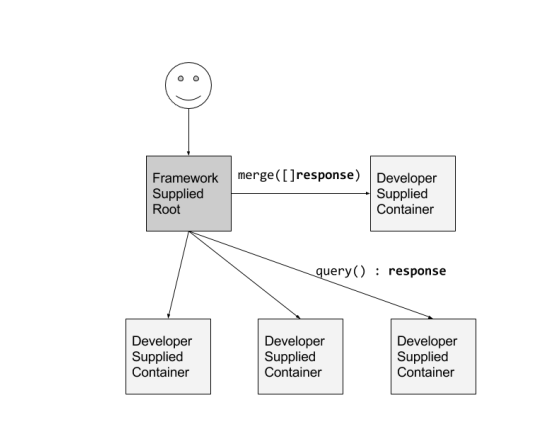 Framework
Supplied
Root
merge([]response)
Developer
Supplied
Container
query() : response
Developer
Supplied
Container
Developer
Supplied
Container
Developer
Supplied
Container